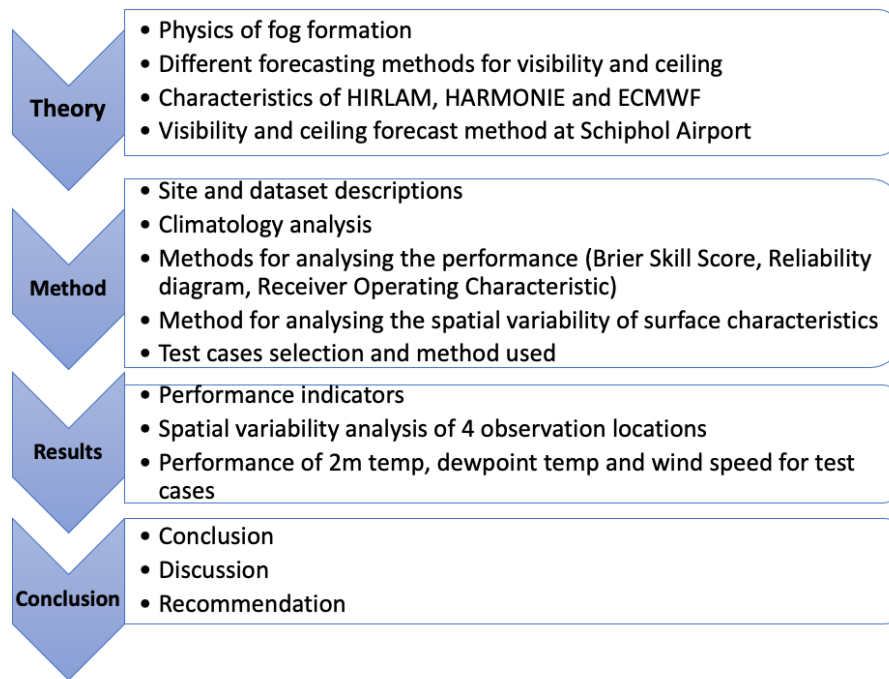 Theory
• Physics of fog formation
• Different forecasting methods for visibility and ceiling
• Characteristics of HIRLAM, HARMONIE and ECMWF
• Visibility and ceiling forecast method at Schiphol Airport
Method
• Site and dataset descriptions
• Climatology analysis
• Methods for analysing the performance (Brier Skill Score, Reliability
diagram, Receiver Operating Characteristic)
• Method for analysing the spatial variability of surface characteristics
• Test cases selection and method used
Results
• Performance indicators
• Spatial variability analysis of 4 observation locations
• Performance of 2m temp, dewpoint temp and wind speed for test
cases
Conclusion
• Conclusion
• Discussion
• Recommendation